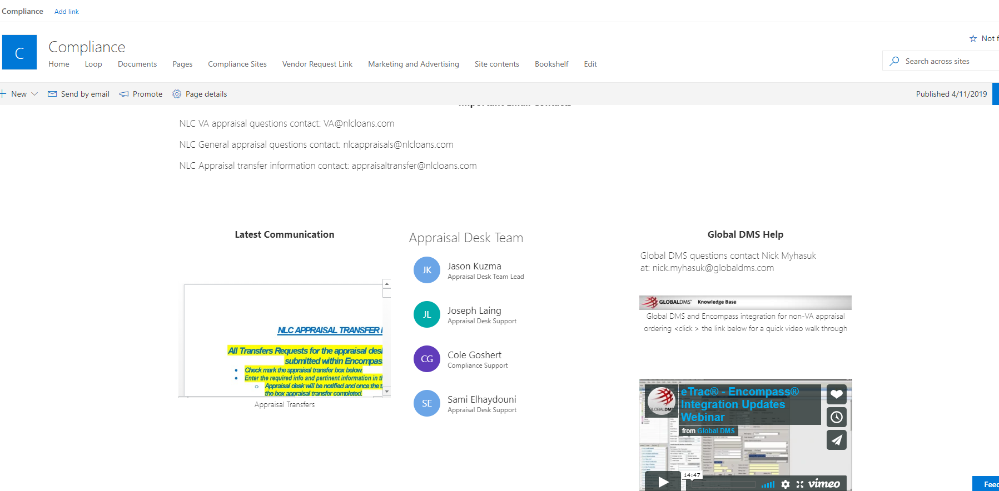 Compliance Add link
C
Compliance
Home Loop Documents Pages Compliance Sites Vendor Request Link Marketing and Advertising Site contents Bookshelf Edit
Not f
Search across sites
New Send by email Promote Page details Published 4/11/2019
Important Email Contacts
NLC VA appraisal questions contact: VA@nlcloans.com
NLC General appraisal questions contact: nlcappraisals@nlcloans.com
NLC Appraisal transfer information contact: appraisaltransfer@nlcloans.com
Latest Communication
NLC APPRAISAL TRANSFER
All Transfers Requests for the appraisal des
submitted within Encompas
Check mark the appraisal transfer box below.
Enter the required info and pertinent information in th
Appraisal desk will be notified and once the t
the box appraisal transfer completed.
Appraisal Transfers
Appraisal Desk Team
JK Jason Kuzma
Appraisal Desk Team Lead
JL Joseph Laing
Appraisal Desk Support
CG Cole Goshert
Compliance Support
SE Sami Elhaydouni
Appraisal Desk Support
Global DMS Help
Global DMS questions contact Nick Myhasuk
at: nick.myhasuk@globaldms.com
GLOBALDMS Knowledge Base
Global DMS and Encompass integration for non-VA appraisal
ordering <click > the link below for a quick video walk through
GLOBALDMS
eTrac® - Encompass®
Integration Updates
Webinar
from Global DMS
14:47
vimeo
Feed